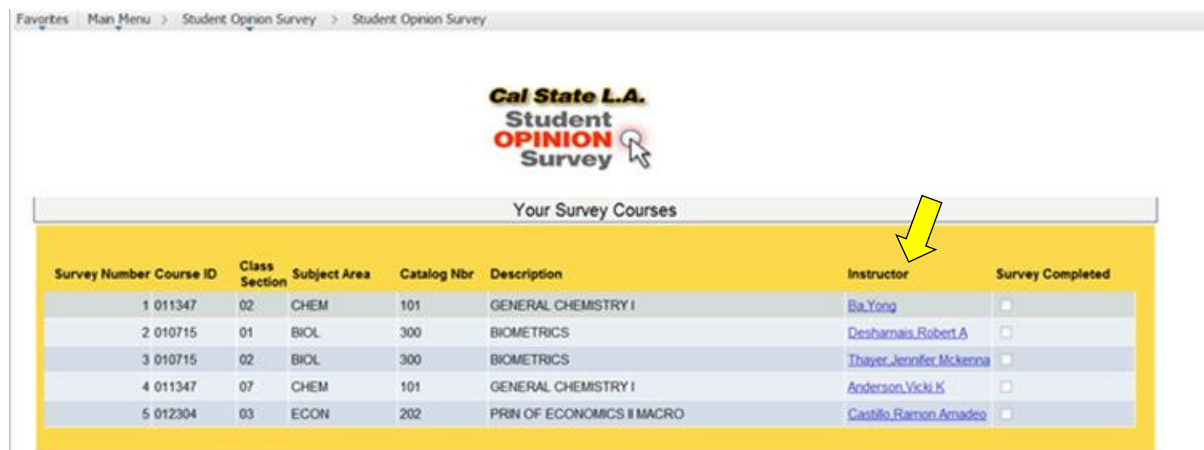 Favorites Main Menu > Student Opinion Survey > Student Opinion Survey
Cal State L.A.
Student
OPINION
Survey
Your Survey Courses
Survey Number Course ID Class Section Subject Area Catalog Nbr Description Instructor Survey Completed
1 011347 02 CHEM 101 GENERAL CHEMISTRY I Ba,Yong
2 010715 01 BIOL 300 BIOMETRICS Desharnais,Robert A
3 010715 02 BIOL 300 BIOMETRICS Thayer,Jennifer Mckenna
4 011347 07 CHEM 101 GENERAL CHEMISTRY I Anderson,Vicki K
5 012304 03 ECON 202 PRIN OF ECONOMICS II MACRO Castillo,Ramon Amadeo